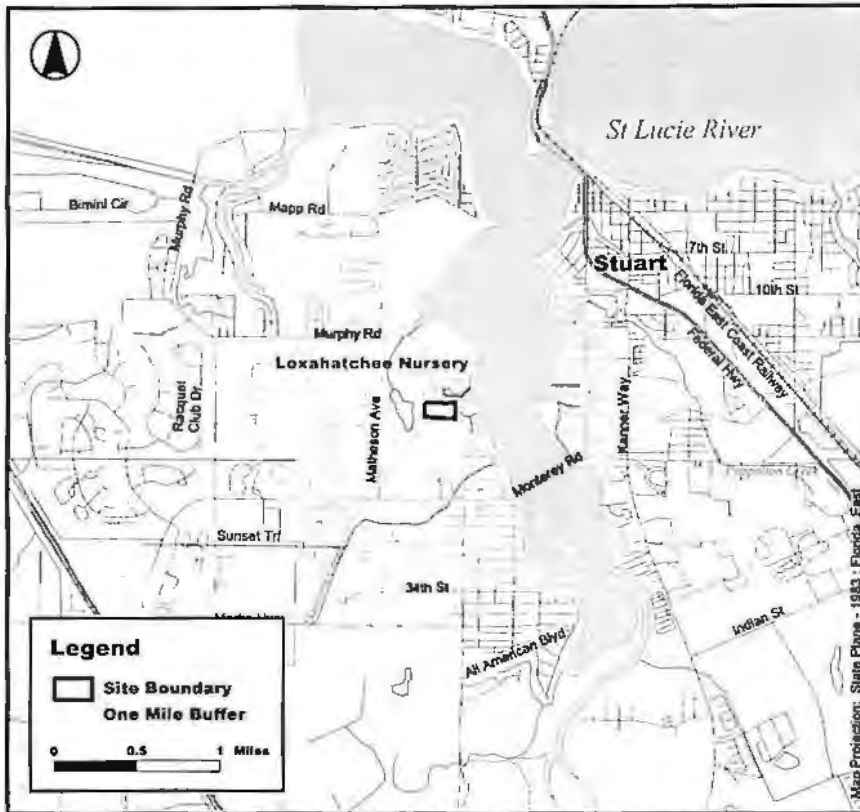 St Lucie River
Bimini Cir
Murphy Rd
Mapp Rd
7th St
Stuart
10th St
Florida East Coast Railway
Federal Hwy
Murphy Rd
Loxahatchee Nursery
Racquet
Club Dr
Matheson Ave
Kanner Way
Monterey Rd
Sunset Trl
34th St
Indian St
All American Blvd
Legend
Site Boundary
One Mile Buffer
0 0.5 1 Miles
Map Projection: State Plane - 1983 : Florida, East